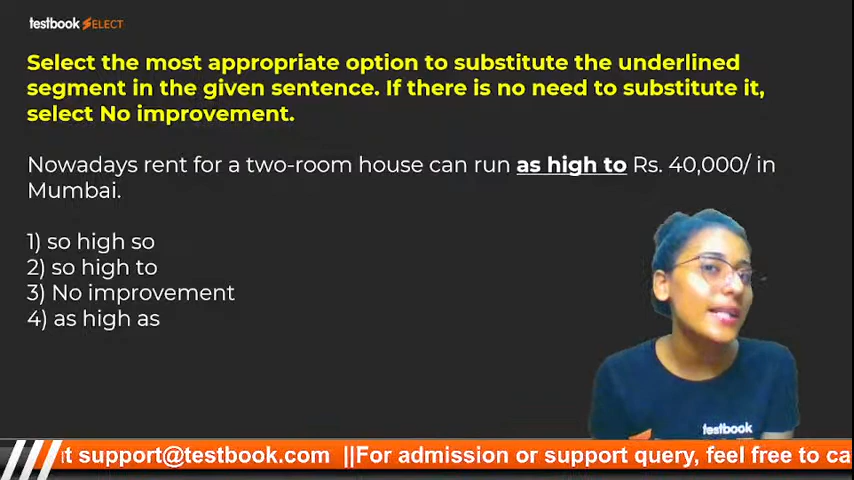 testbook SELECT
Select the most appropriate option to substitute the underlined
segment in the given sentence. If there is no need to substitute it,
select No improvement.
Nowadays rent for a two-room house can run as high to Rs. 40,000/ in
Mumbai.
1) so high so
2) so high to
3) No improvement
4) as high as
testbook
support@testbook.com ||For admission or support query, feel free to ca